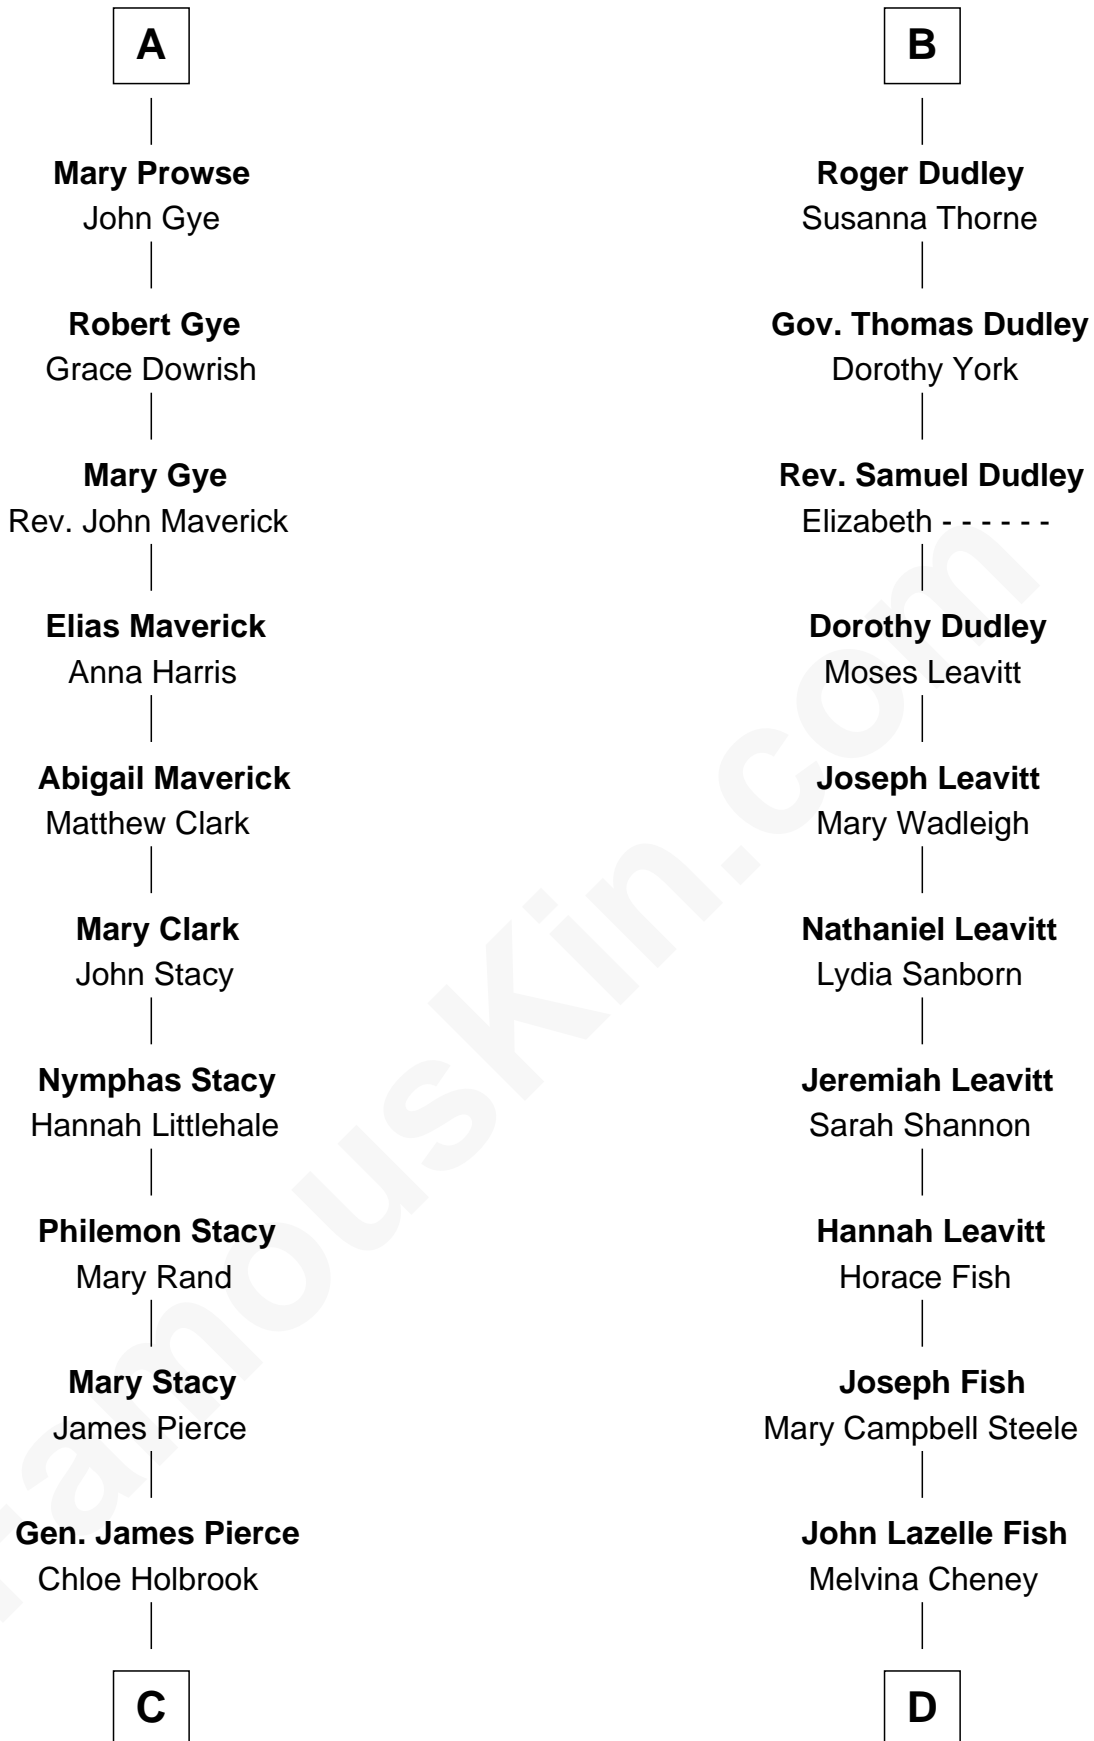 A
Mary Prowse
John Gye
Robert Gye
Grace Dowrish
Mary Gye
Rev. John Maverick
Elias Maverick
Anna Harris
Abigail Maverick
Matthew Clark
Mary Clark
John Stacy
Nymphas Stacy
Hannah Littlehale
Philemon Stacy
Mary Rand
Mary Stacy
James Pierce
Gen. James Pierce
Chloe Holbrook
C
B
Roger Dudley
Susanna Thorne
Gov. Thomas Dudley
Dorothy York
Rev. Samuel Dudley
Elizabeth - - - - - -
Dorothy Dudley
Moses Leavitt
Joseph Leavitt
Mary Wadleigh
Nathaniel Leavitt
Lydia Sanborn
Jeremiah Leavitt
Sarah Shannon
Hannah Leavitt
Horace Fish
Joseph Fish
Mary Campbell Steele
John Lazelle Fish
Melvina Cheney
D
FamousKin.com